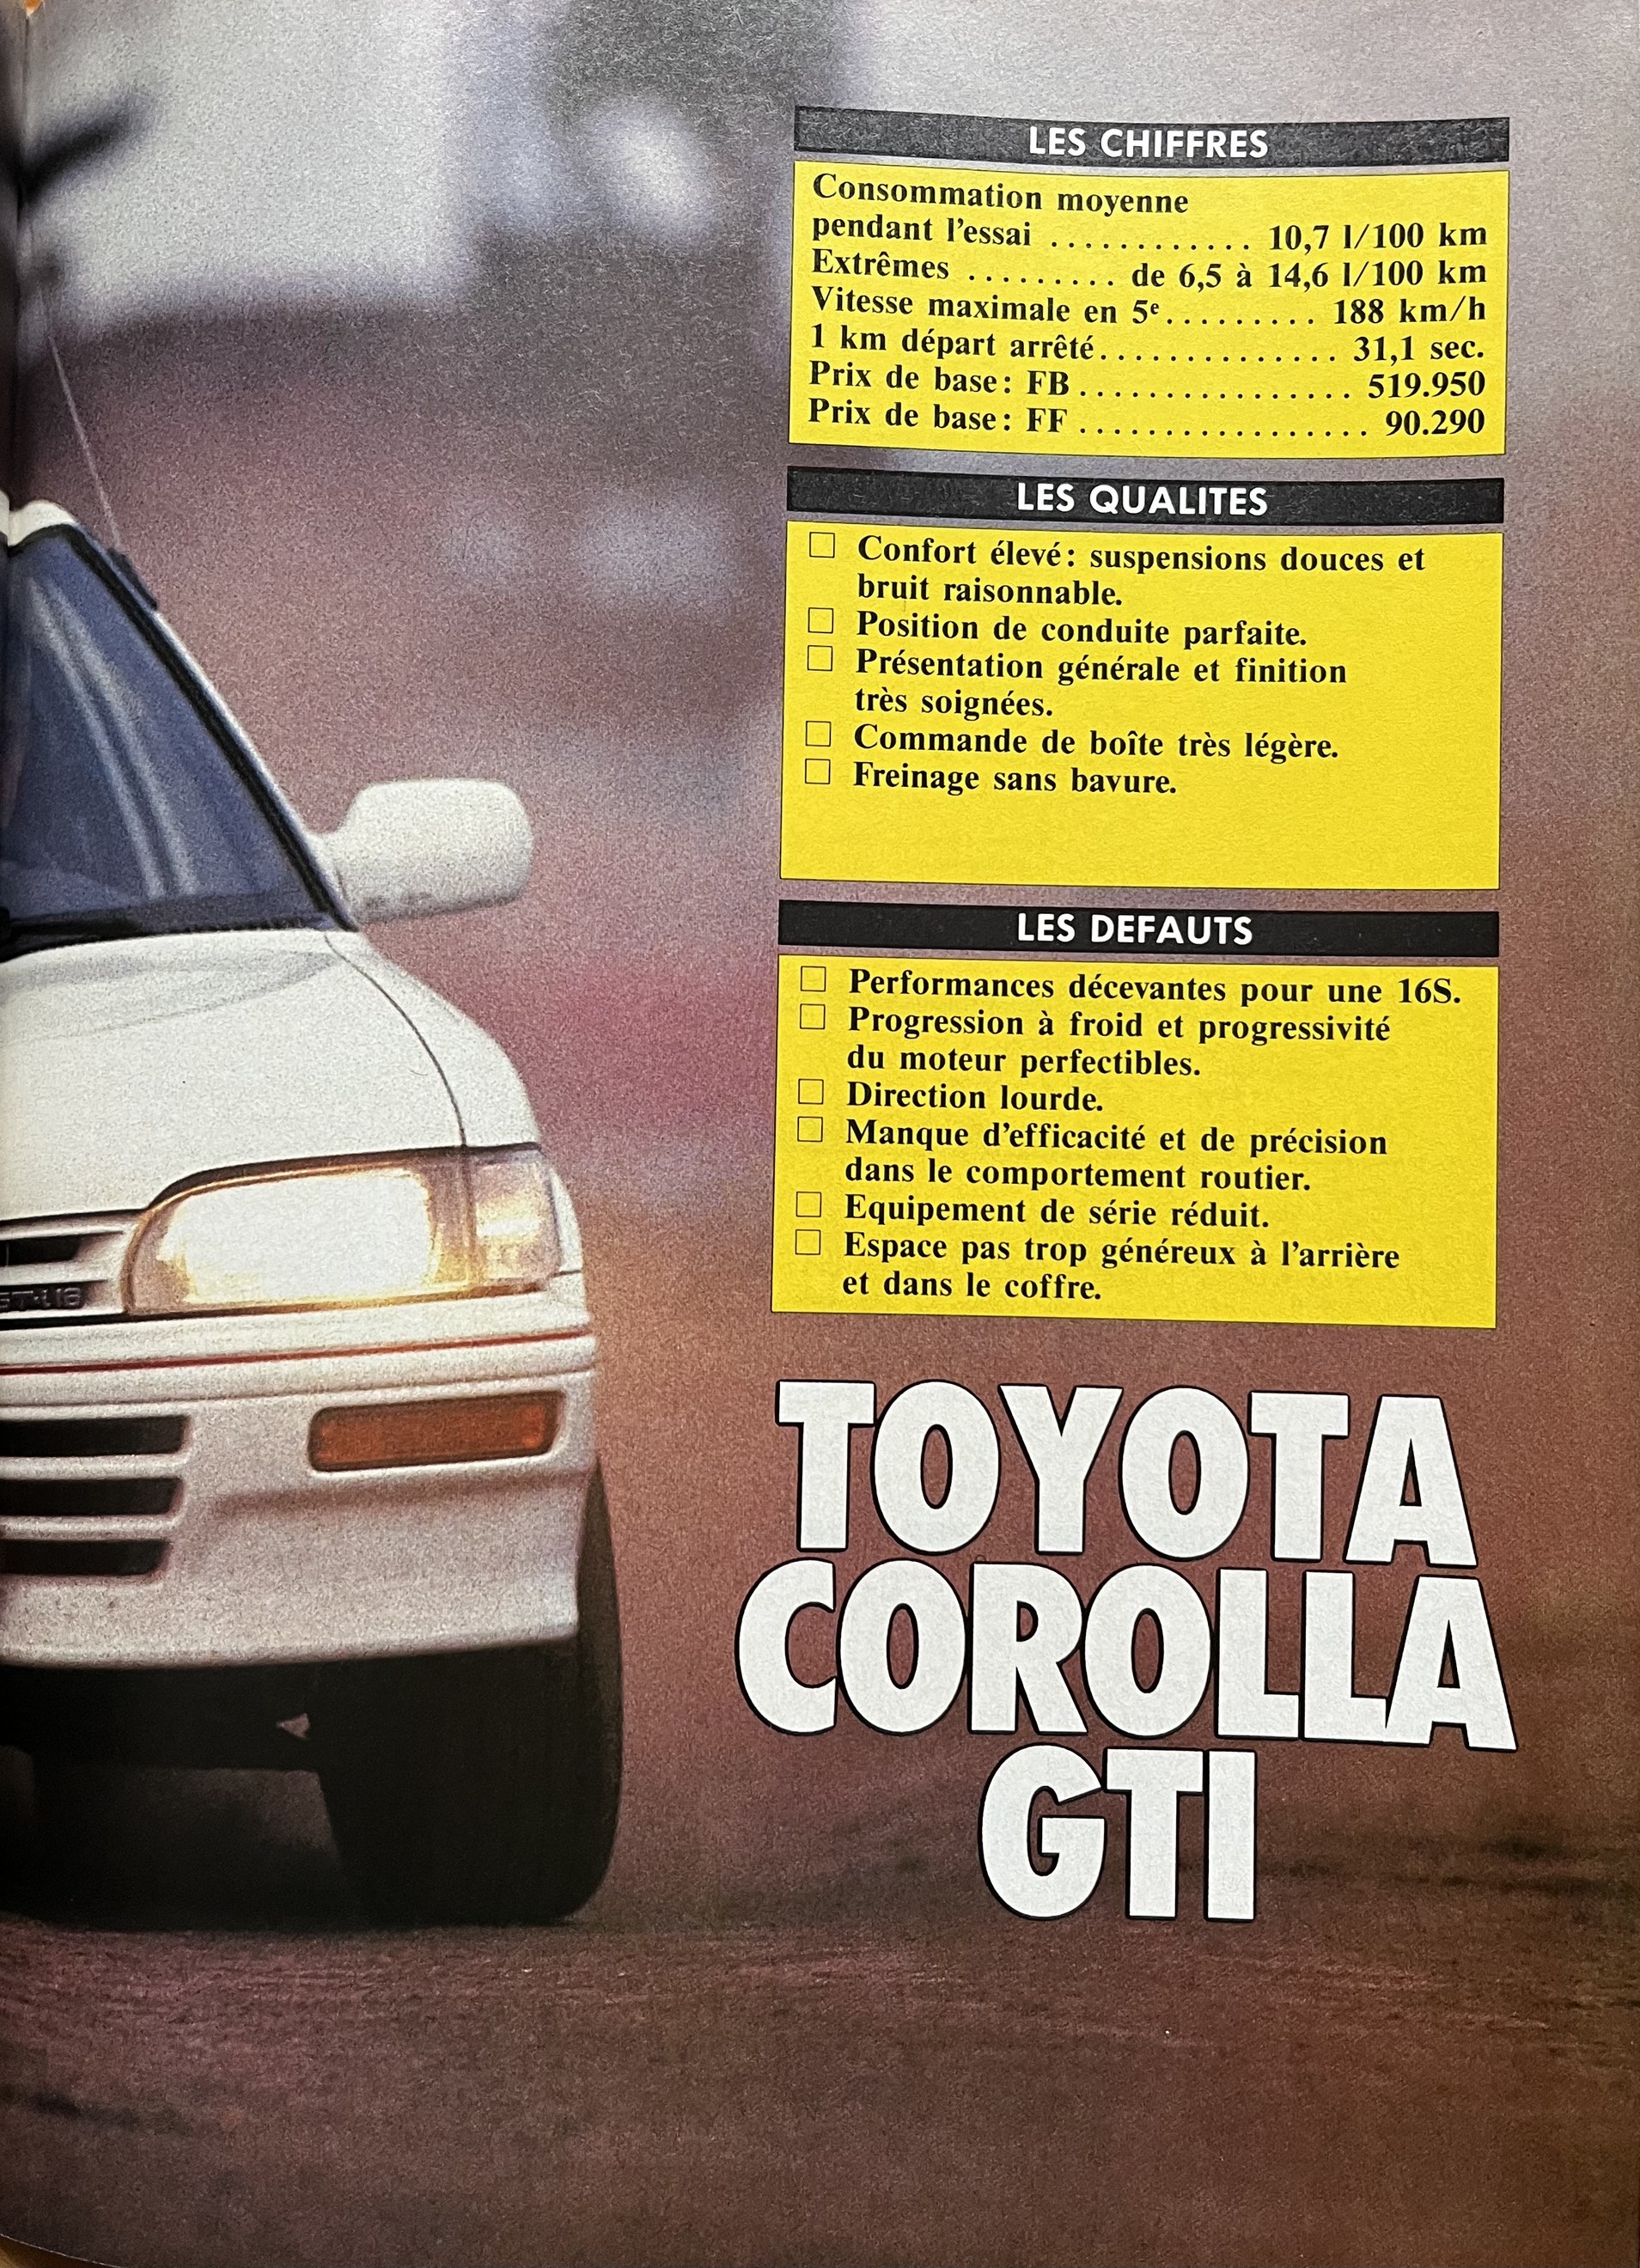 LES CHIFFRES
Consommation moyenne
pendant l'essai ............ 10,7 l/100 km
Extrêmes ......... de 6,5 à 14,6 l/100 km
Vitesse maximale en 5e......... 188 km/h
1 km départ arrêté.............. 31,1 sec.
Prix de base: FB................ 519.950
Prix de base: FF ................. 90.290
LES QUALITES
□ Confort élevé: suspensions douces et
bruit raisonnable.
□ Position de conduite parfaite.
□ Présentation générale et finition
très soignées.
□ Commande de boîte très légère.
□ Freinage sans bavure.
LES DEFAUTS
□ Performances décevantes pour une 16S.
□ Progression à froid et progressivité
du moteur perfectibles.
□ Direction lourde.
□ Manque d'efficacité et de précision
dans le comportement routier.
□ Equipement de série réduit.
□ Espace pas trop généreux à l'arrière
et dans le coffre.
TOYOTA
COROLLA
GTI